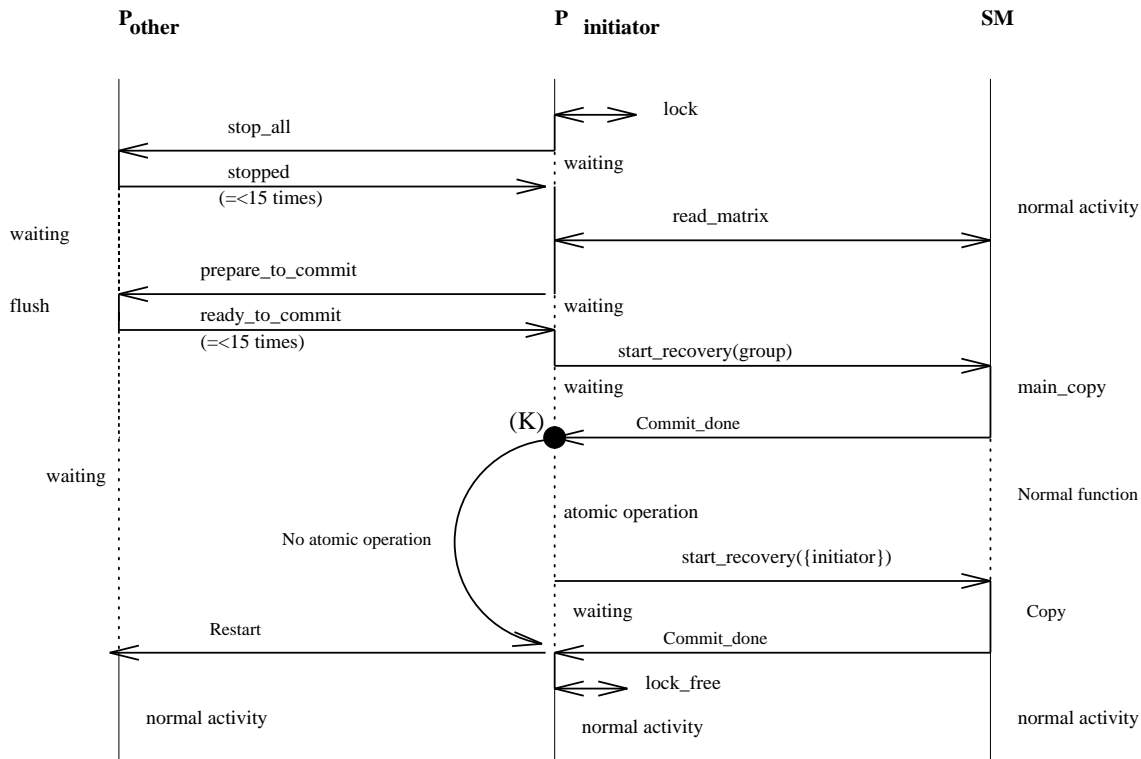 P other
P initiator
SM
lock
stop_all
waiting
stopped
(=<15 times)
normal activity
read_matrix
waiting
prepare_to_commit
flush
waiting
ready_to_commit
(=<15 times)
start_recovery(group)
waiting
main_copy
(K)
Commit_done
waiting
Normal function
atomic operation
No atomic operation
start_recovery({initiator})
waiting
Copy
Restart
Commit_done
lock_free
normal activity
normal activity
normal activity